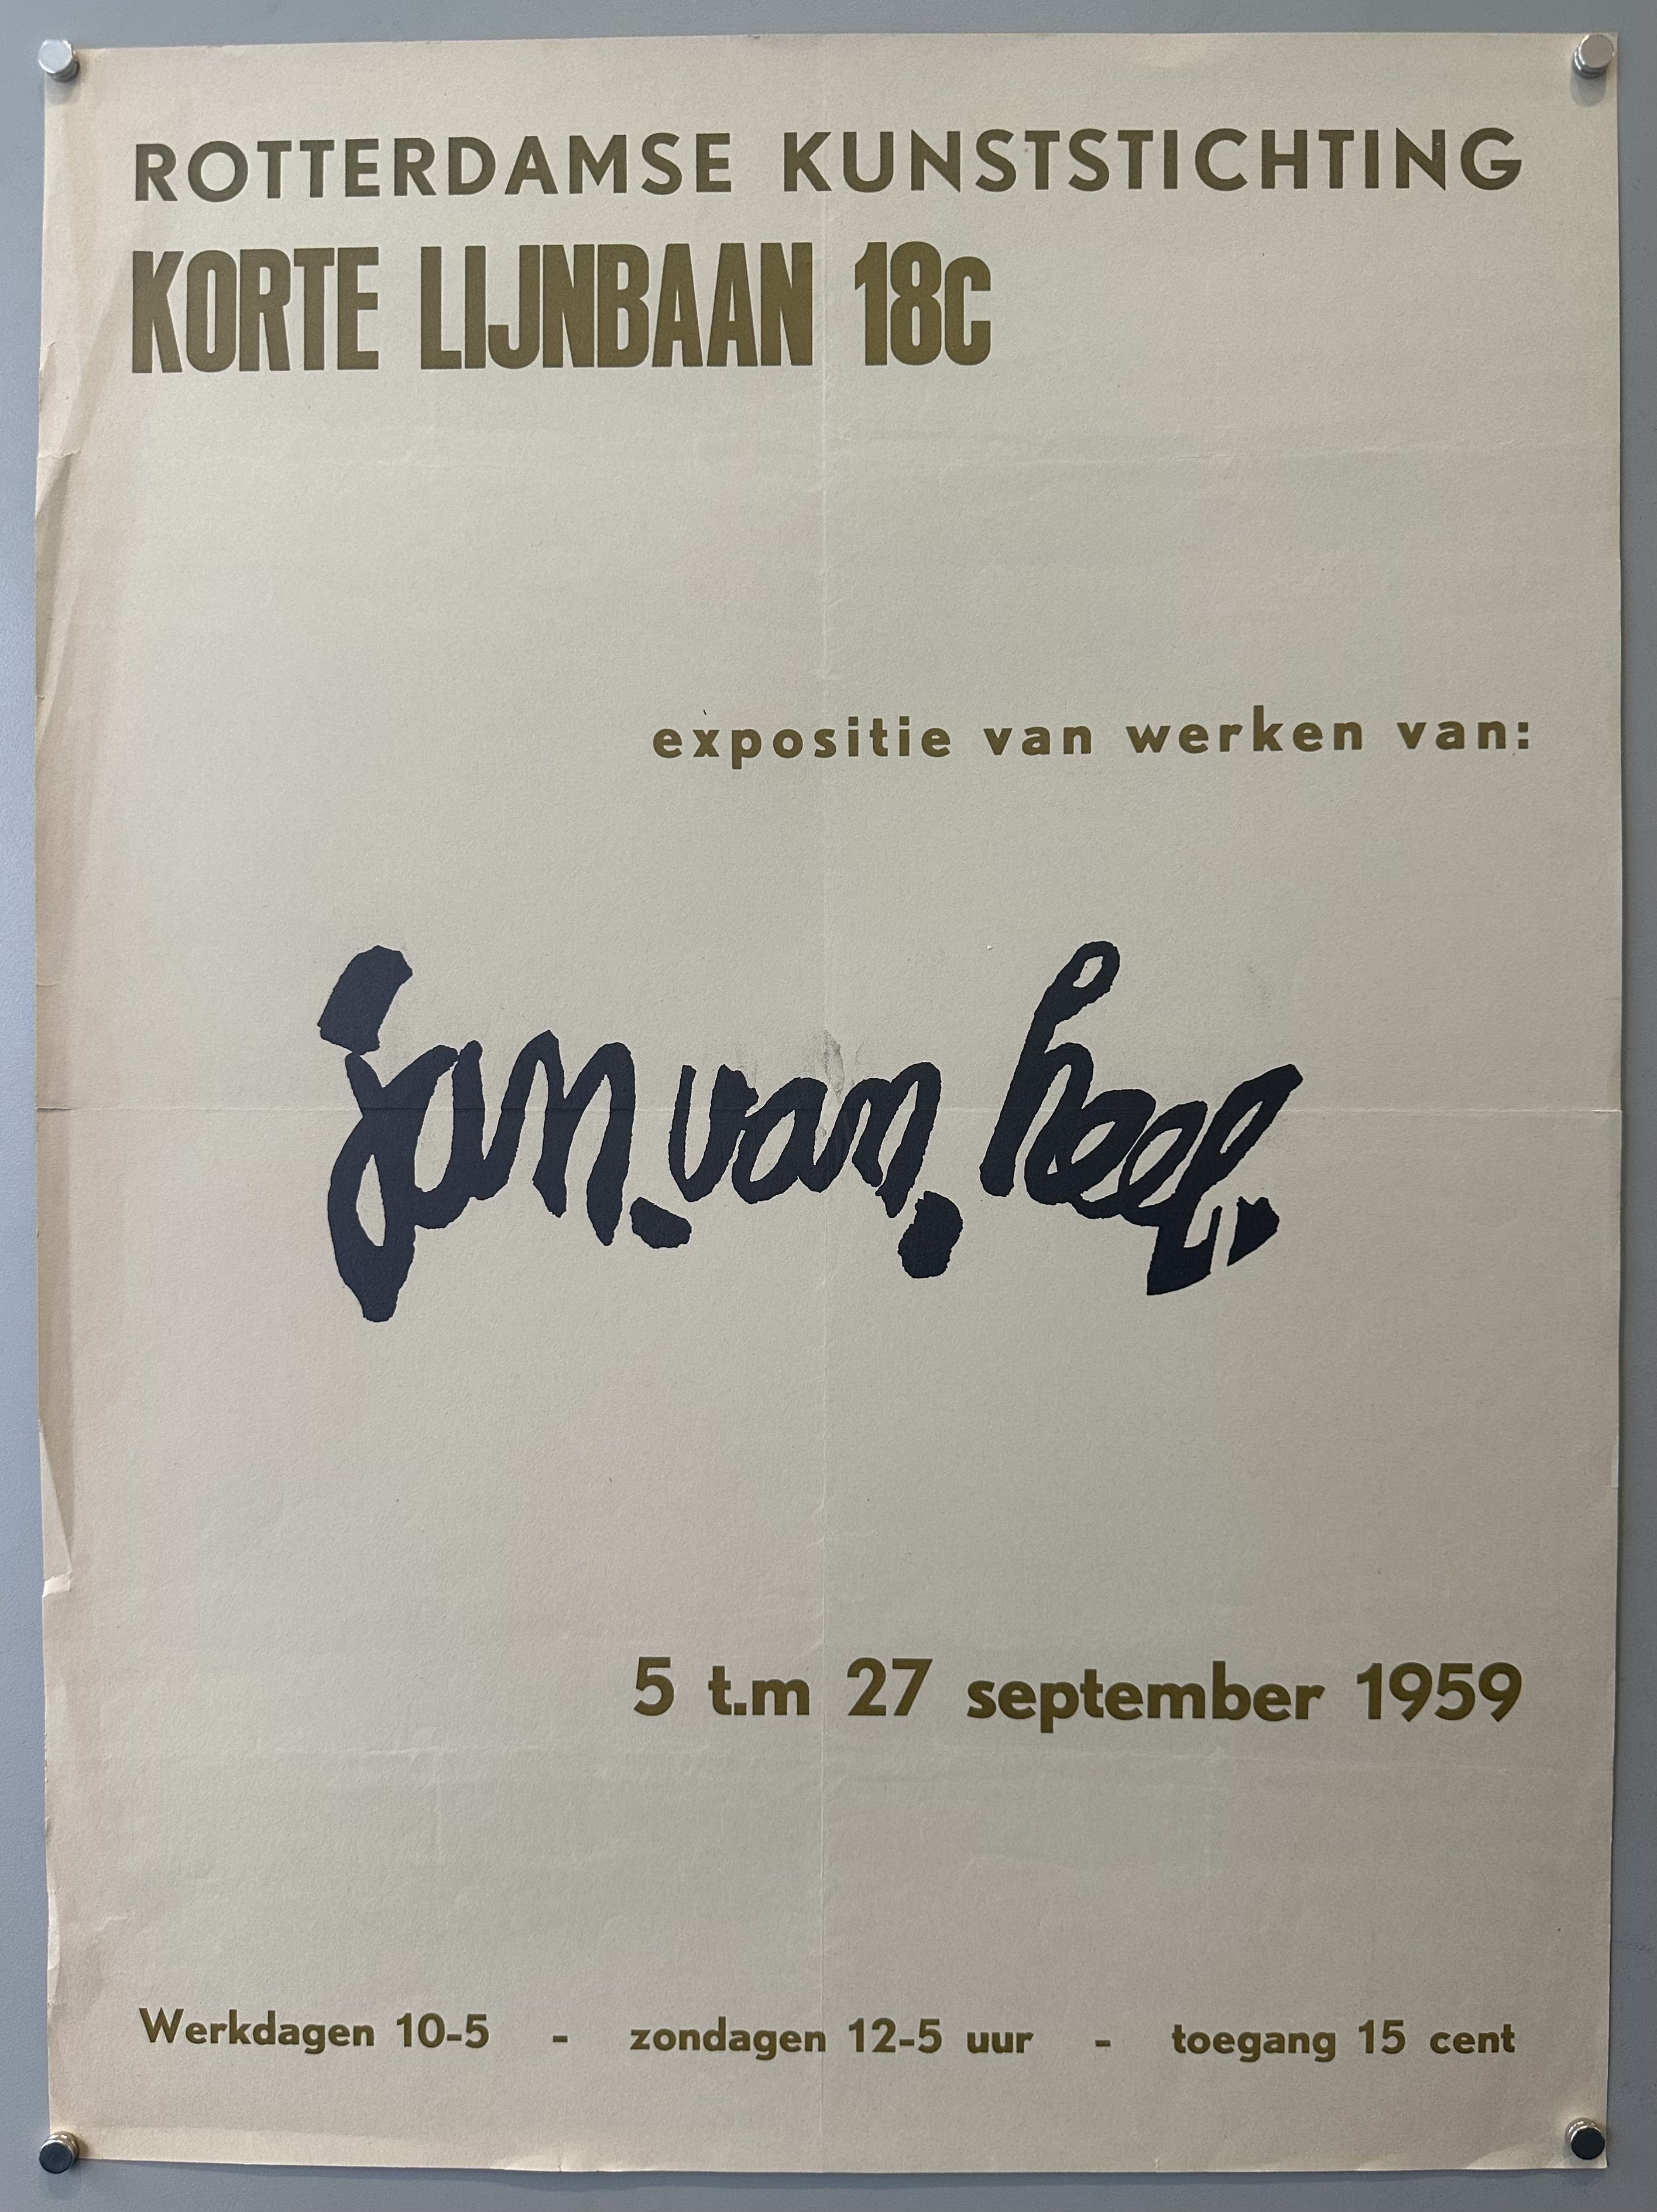 ROTTERDAMSE KUNSTSTICHTING
KORTE LIJNBAAN 18C
expositie van werken van:
jan.van.heel.
5 t.m 27 september 1959
Werkdagen 10-5 - zondagen 12-5 uur - toegang 15 cent